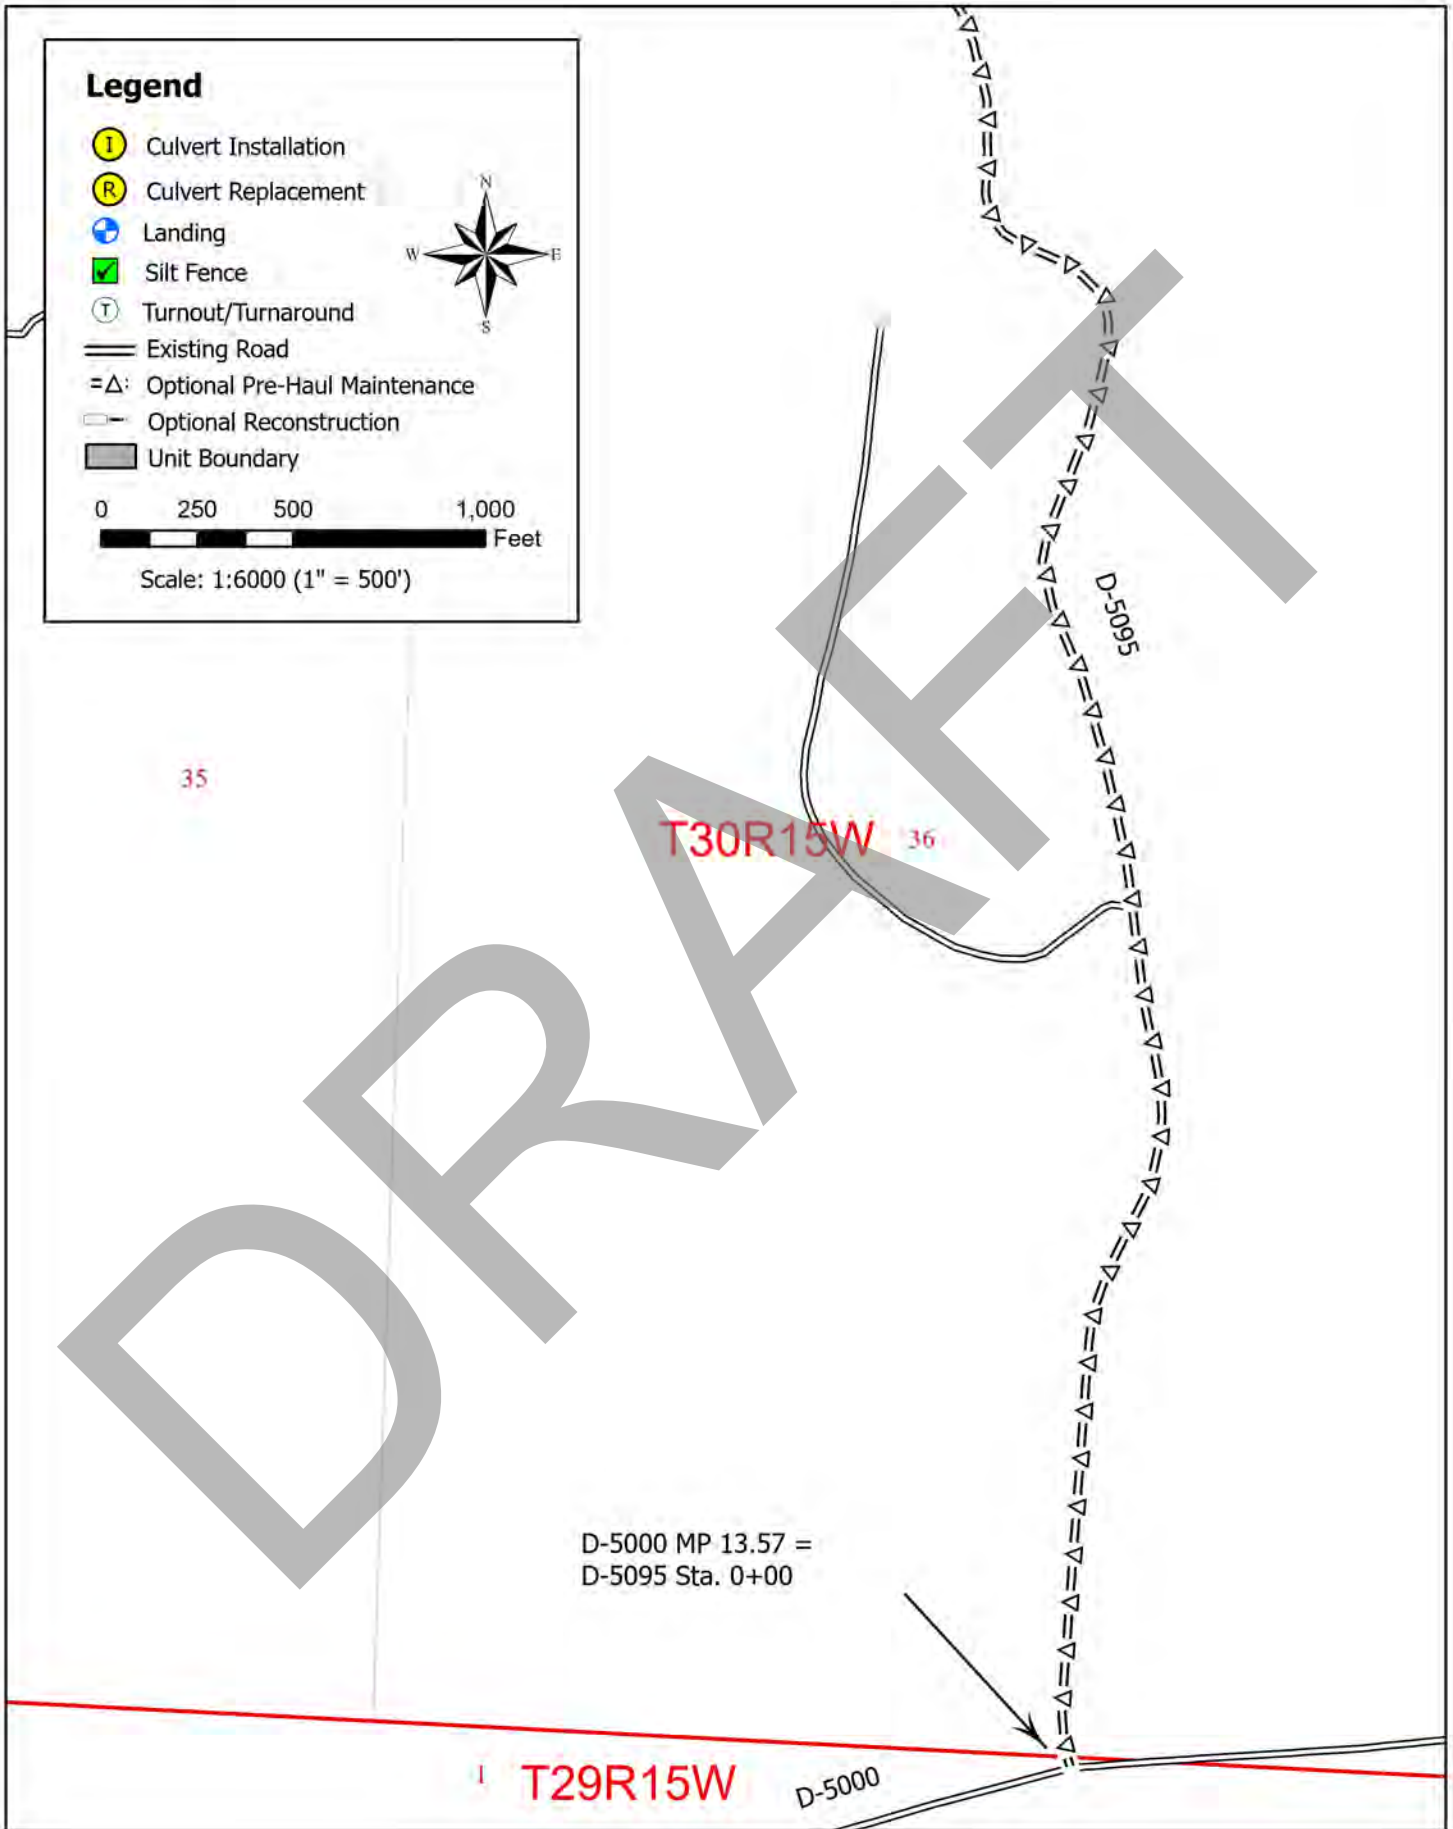 Legend
I Culvert Installation
R Culvert Replacement
Landing
Silt Fence
T Turnout/Turnaround
Existing Road
Optional Pre-Haul Maintenance
Optional Reconstruction
Unit Boundary
N
W E
S
0 250 500 1,000
Feet
Scale: 1:6000 (1" = 500')
D-5095
35
T30R15W 36
DRAFT
D-5000 MP 13.57 =
D-5095 Sta. 0+00
1 T29R15W
D-5000